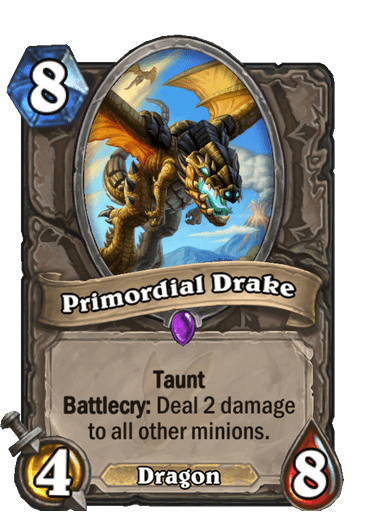 8
Primordial Drake
Taunt
Battlecry: Deal 2 damage
to all other minions.
4
Dragon
8